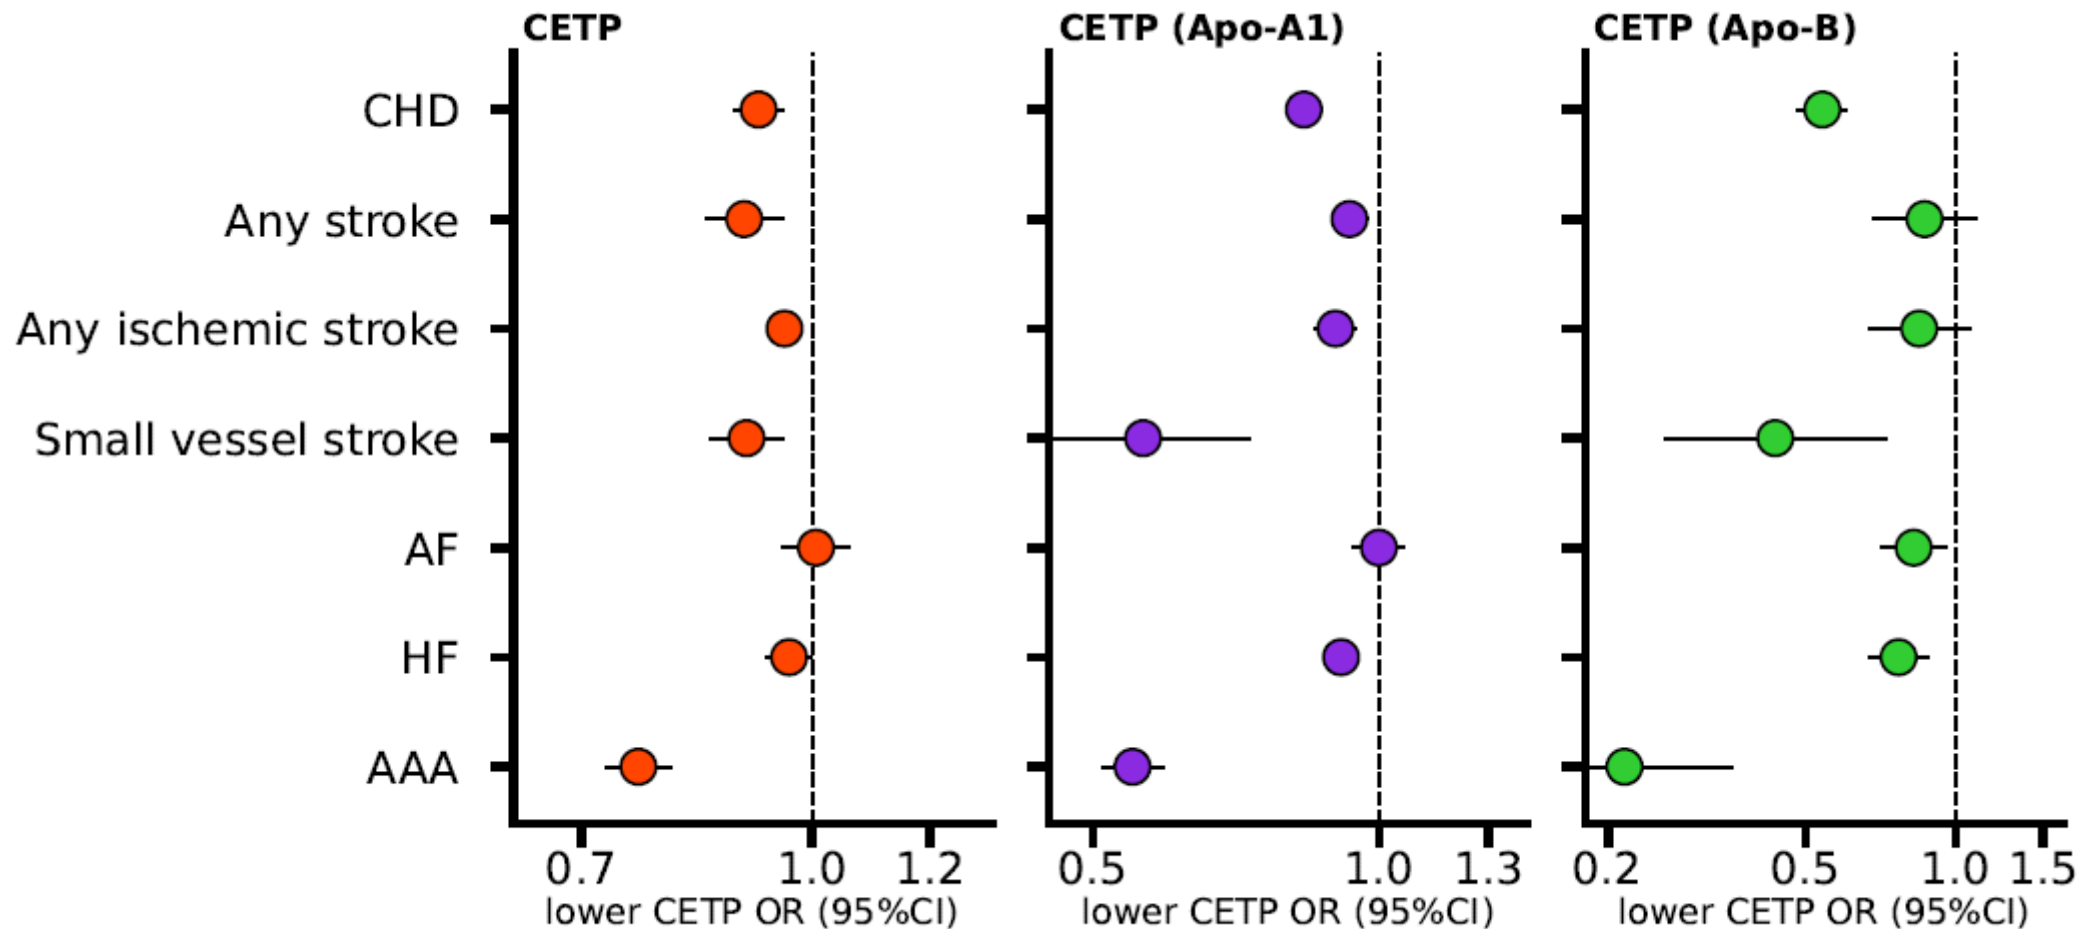 CETP
CETP (Apo-A1)
CETP (Apo-B)
CHD
Any stroke
Any ischemic stroke
Small vessel stroke
AF
HF
AAA
0.7 1.0 1.2
lower CETP OR (95%CI)
0.5 1.0 1.3
lower CETP OR (95%CI)
0.2 0.5 1.0 1.5
lower CETP OR (95%CI)